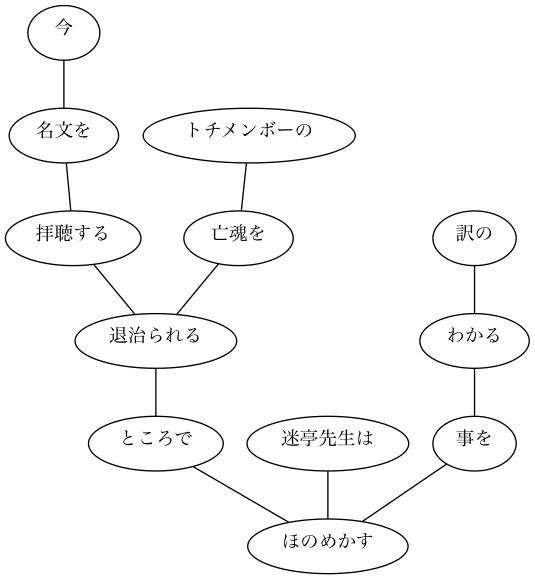 今
名文を
トチメンボーの
拝聴する
亡魂を
訳の
退治られる
わかる
ところで
迷亭先生は
事を
ほのめかす